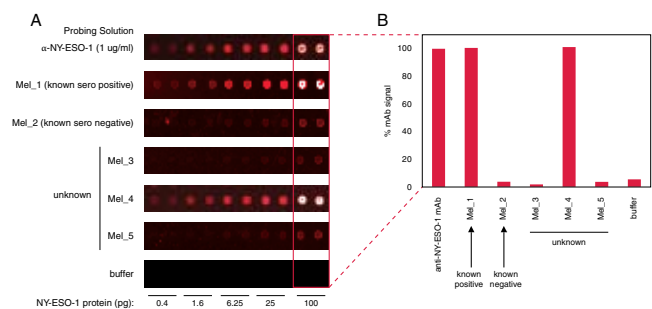 A
Probing Solution
α-NY-ESO-1 (1 ug/ml)
Mel_1 (known sero positive)
Mel_2 (known sero negative)
unknown
Mel_3
Mel_4
Mel_5
buffer
NY-ESO-1 protein (pg):
0.4
1.6
6.25
25
100
B
% mAb signal
100
80
60
40
20
0
anti-NY-ESO-1 mAb
Mel_1
Mel_2
Mel_3
Mel_4
Mel_5
buffer
known
positive
known
negative
unknown